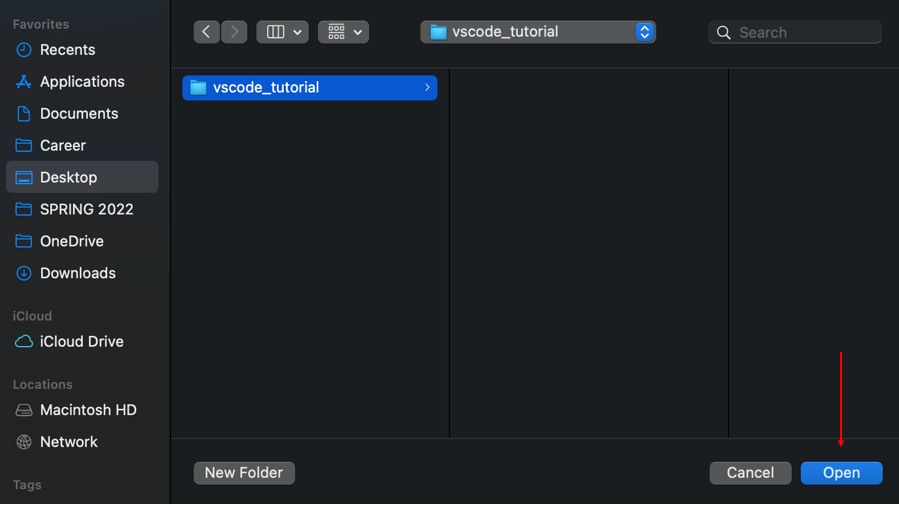 Favorites
Recents
Applications
Documents
Career
Desktop
SPRING 2022
OneDrive
Downloads
iCloud
iCloud Drive
Locations
Macintosh HD
Network
Tags
vscode_tutorial
Search
vscode_tutorial
New Folder
Cancel
Open